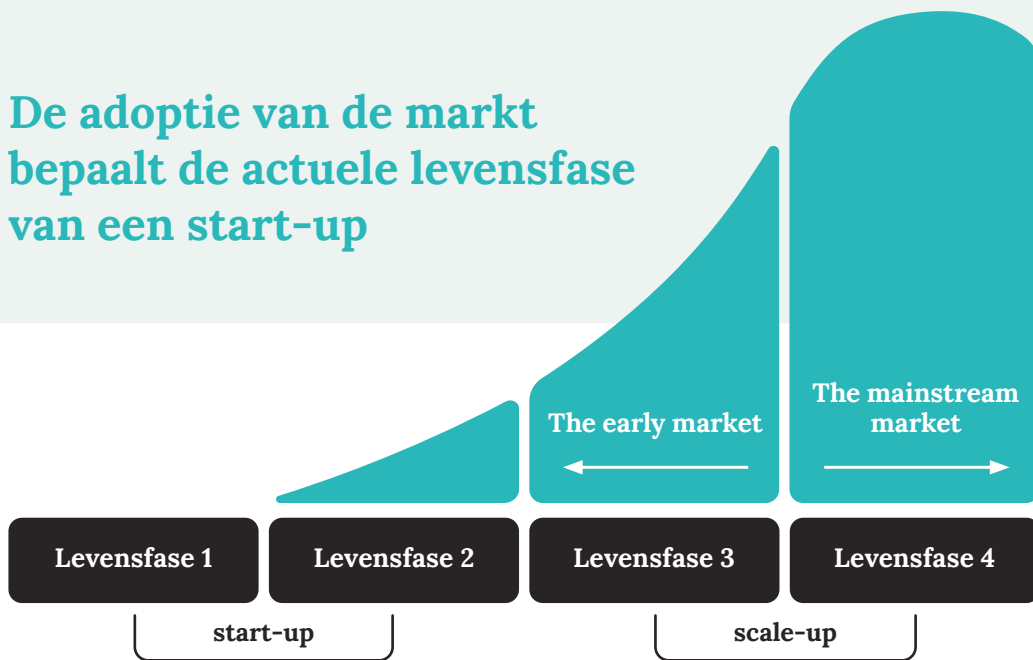 De adoptie van de markt
bepaalt de actuele levensfase
van een start-up
The early market
The mainstream
market
Levensfase 1
Levensfase 2
Levensfase 3
Levensfase 4
start-up
scale-up